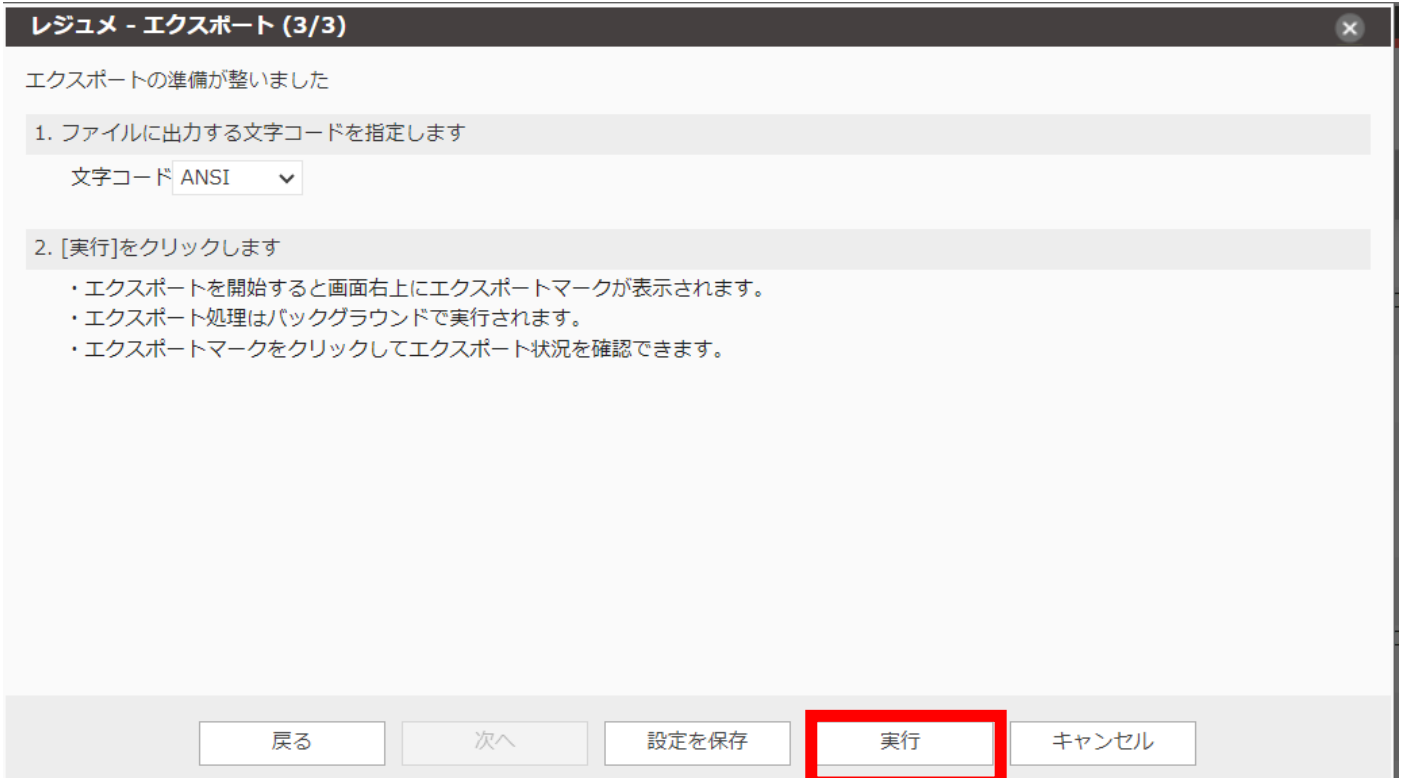 レジュメ - エクスポート (3/3)
エクスポートの準備が整いました
1. ファイルに出力する文字コードを指定します
文字コード ANSI
2. [実行]をクリックします
・エクスポートを開始すると画面右上にエクスポートマークが表示されます。
・エクスポート処理はバックグラウンドで実行されます。
・エクスポートマークをクリックしてエクスポート状況を確認できます。
戻る 次へ 設定を保存 実行 キャンセル